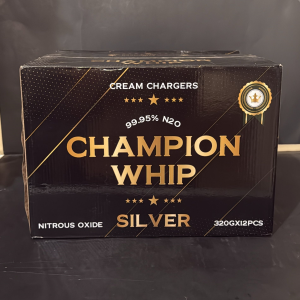 CREAM CHARGERS
99.95% N2O
CHAMPION
WHIP
SILVER
NITROUS OXIDE
320GX12PCS